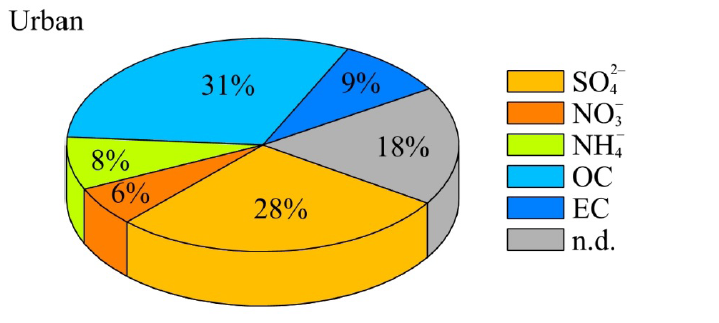 Urban
31%
9%
8%
18%
6%
28%
SO₄²⁻
NO₃⁻
NH₄⁻
OC
EC
n.d.